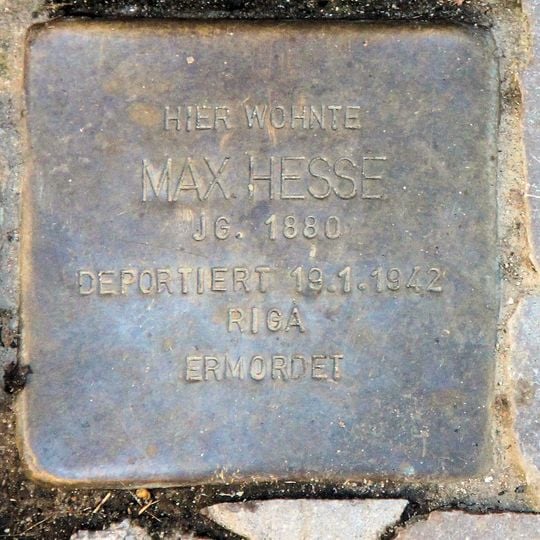 HIER WOHNTE
MAX HESSE
JG. 1880
DEPORTIERT 19.1.1942
RIGA
ERMORDET